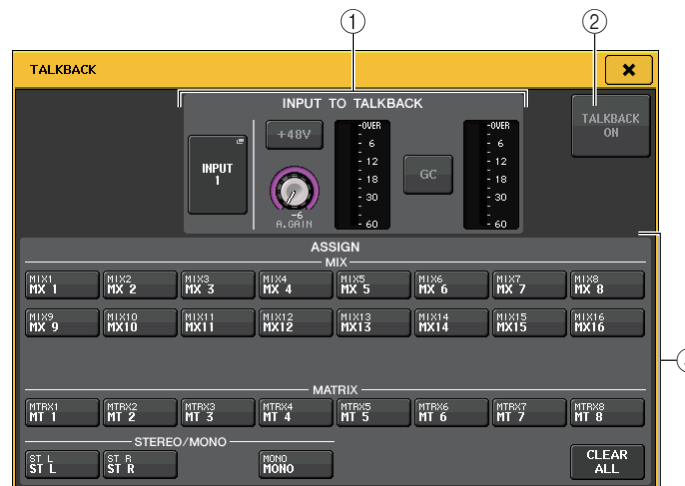 1 2
TALKBACK ×
INPUT TO TALKBACK
TALKBACK
ON
INPUT
1
+48V
-6
A.GAIN
-OVER
6
12
18
30
60
GC
-OVER
6
12
18
30
60
ASSIGN
MIX
MIX1 MIX2 MIX3 MIX4 MIX5 MIX6 MIX7 MIX8
MX 1 MX 2 MX 3 MX 4 MX 5 MX 6 MX 7 MX 8
MIX9 MIX10 MIX11 MIX12 MIX13 MIX14 MIX15 MIX16
MX 9 MX10 MX11 MX12 MX13 MX14 MX15 MX16
MATRIX
MTRX1 MTRX2 MTRX3 MTRX4 MTRX5 MTRX6 MTRX7 MTRX8
MT 1 MT 2 MT 3 MT 4 MT 5 MT 6 MT 7 MT 8
STEREO/MONO
ST L ST R MONO
ST L ST R MONO
CLEAR
ALL